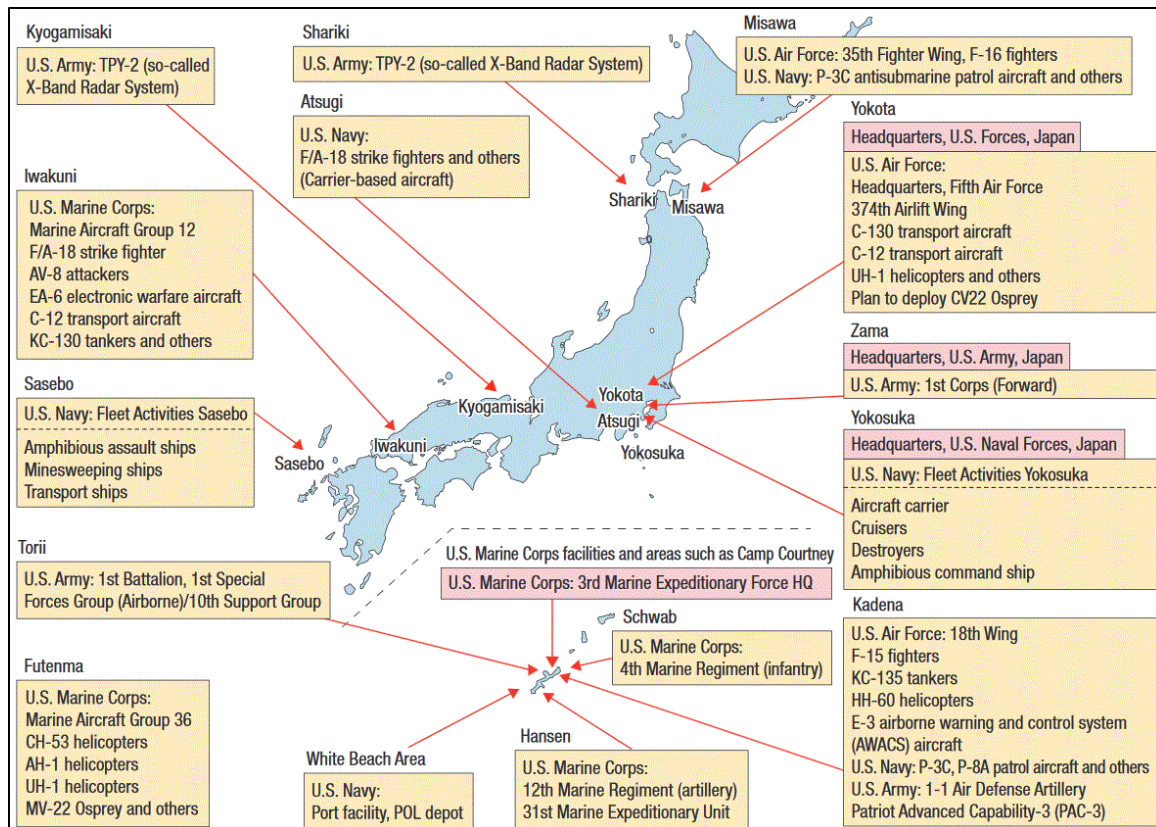 Kyogamisaki
U.S. Army: TPY-2 (so-called
X-Band Radar System)
Shariki
U.S. Army: TPY-2 (so-called X-Band Radar System)
Misawa
U.S. Air Force: 35th Fighter Wing, F-16 fighters
U.S. Navy: P-3C antisubmarine patrol aircraft and others
Atsugi
U.S. Navy:
F/A-18 strike fighters and others
(Carrier-based aircraft)
Yokota
Headquarters, U.S. Forces, Japan
U.S. Air Force:
Headquarters, Fifth Air Force
374th Airlift Wing
C-130 transport aircraft
C-12 transport aircraft
UH-1 helicopters and others
Plan to deploy CV22 Osprey
Iwakuni
U.S. Marine Corps:
Marine Aircraft Group 12
F/A-18 strike fighter
AV-8 attackers
EA-6 electronic warfare aircraft
C-12 transport aircraft
KC-130 tankers and others
Shariki
Misawa
Zama
Headquarters, U.S. Army, Japan
U.S. Army: 1st Corps (Forward)
Sasebo
U.S. Navy: Fleet Activities Sasebo
Amphibious assault ships
Minesweeping ships
Transport ships
Kyogamisaki
Yokota
Atsugi
Yokosuka
Iwakuni
Sasebo
Yokosuka
Headquarters, U.S. Naval Forces, Japan
U.S. Navy: Fleet Activities Yokosuka
Aircraft carrier
Cruisers
Destroyers
Amphibious command ship
Torii
U.S. Army: 1st Battalion, 1st Special
Forces Group (Airborne)/10th Support Group
U.S. Marine Corps facilities and areas such as Camp Courtney
U.S. Marine Corps: 3rd Marine Expeditionary Force HQ
Schwab
U.S. Marine Corps:
4th Marine Regiment (infantry)
Kadena
U.S. Air Force: 18th Wing
F-15 fighters
KC-135 tankers
HH-60 helicopters
E-3 airborne warning and control system
(AWACS) aircraft
U.S. Navy: P-3C, P-8A patrol aircraft and others
U.S. Army: 1-1 Air Defense Artillery
Patriot Advanced Capability-3 (PAC-3)
Futenma
U.S. Marine Corps:
Marine Aircraft Group 36
CH-53 helicopters
AH-1 helicopters
UH-1 helicopters
MV-22 Osprey and others
White Beach Area
U.S. Navy:
Port facility, POL depot
Hansen
U.S. Marine Corps:
12th Marine Regiment (artillery)
31st Marine Expeditionary Unit